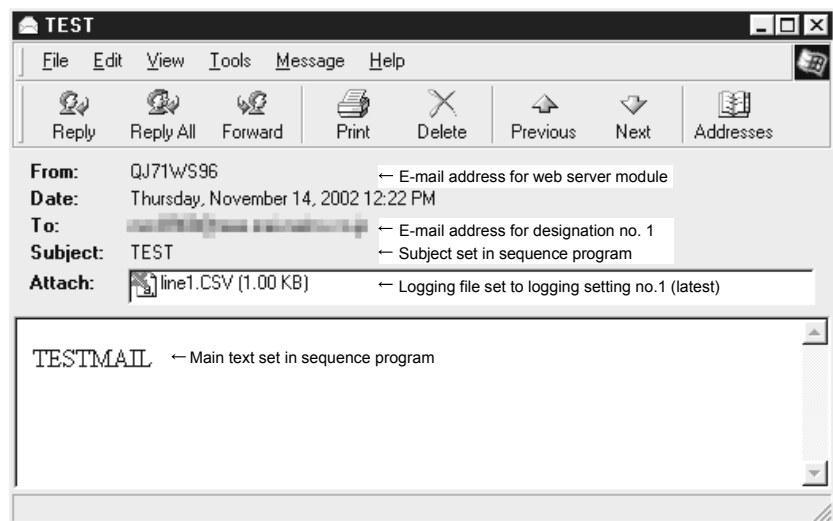 TEST
File Edit View Tools Message Help
Reply Reply All Forward Print Delete Previous Next Addresses
From: QJ71WS96 ← E-mail address for web server module
Date: Thursday, November 14, 2002 12:22 PM
To: ← E-mail address for designation no. 1
Subject: TEST ← Subject set in sequence program
Attach: line1.CSV (1.00 KB) ← Logging file set to logging setting no.1 (latest)
TESTMAIL ← Main text set in sequence program